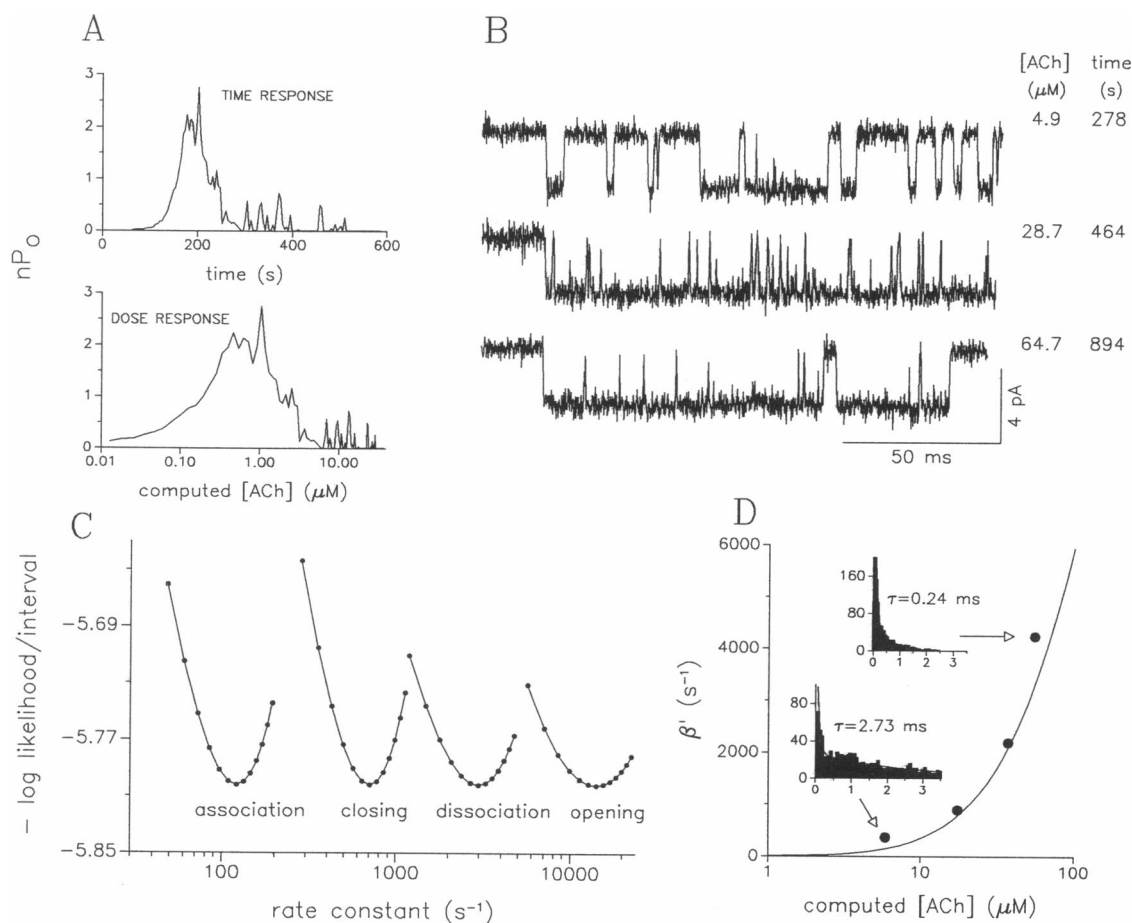 A
3
2
1
0
TIME RESPONSE
0
200
400
600
time (s)
nP₀
3
2
1
0
DOSE RESPONSE
0.01
0.10
1.00
10.00
computed [ACh] (μM)
B
[ACh] time
(μM) (s)
4.9 278
28.7 464
64.7 894
4 pA
50 ms
C
− log likelihood/interval
−5.69
−5.77
−5.85
association closing dissociation opening
100 1000 10000
rate constant (s⁻¹)
D
β' (s⁻¹)
6000
4000
2000
0
160
80
0
τ=0.24 ms
0 1 2 3
80
40
0
τ=2.73 ms
0 1 2 3
1 10 100
computed [ACh] (μM)